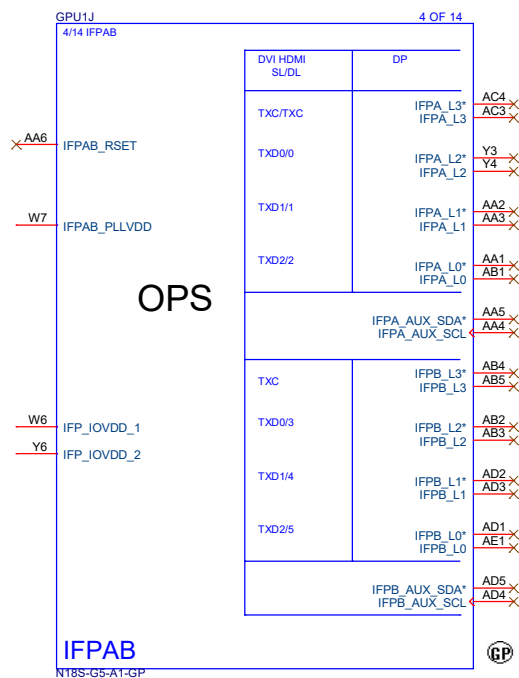 GPU1J 4 OF 14
4/14 IFPAB
DVI HDMI DP
SL/DL
TXC/TXC IFPA_L3* AC4
IFPA_L3 AC3
AA6 IFPAB_RSET
TXD0/0 IFPA_L2* Y3
IFPA_L2 Y4
W7 IFPAB_PLLVDD
TXD1/1 IFPA_L1* AA2
IFPA_L1 AA3
TXD2/2 IFPA_L0* AA1
IFPA_L0 AB1
OPS
IFPA_AUX_SDA* AA5
IFPA_AUX_SCL AA4
TXC IFPB_L3* AB4
IFPB_L3 AB5
W6 IFP_IOVDD_1
TXD0/3 IFPB_L2* AB2
IFPB_L2 AB3
Y6 IFP_IOVDD_2
TXD1/4 IFPB_L1* AD2
IFPB_L1 AD3
TXD2/5 IFPB_L0* AD1
IFPB_L0 AE1
IFPB_AUX_SDA* AD5
IFPB_AUX_SCL AD4
IFPAB
GP
N18S-G5-A1-GP